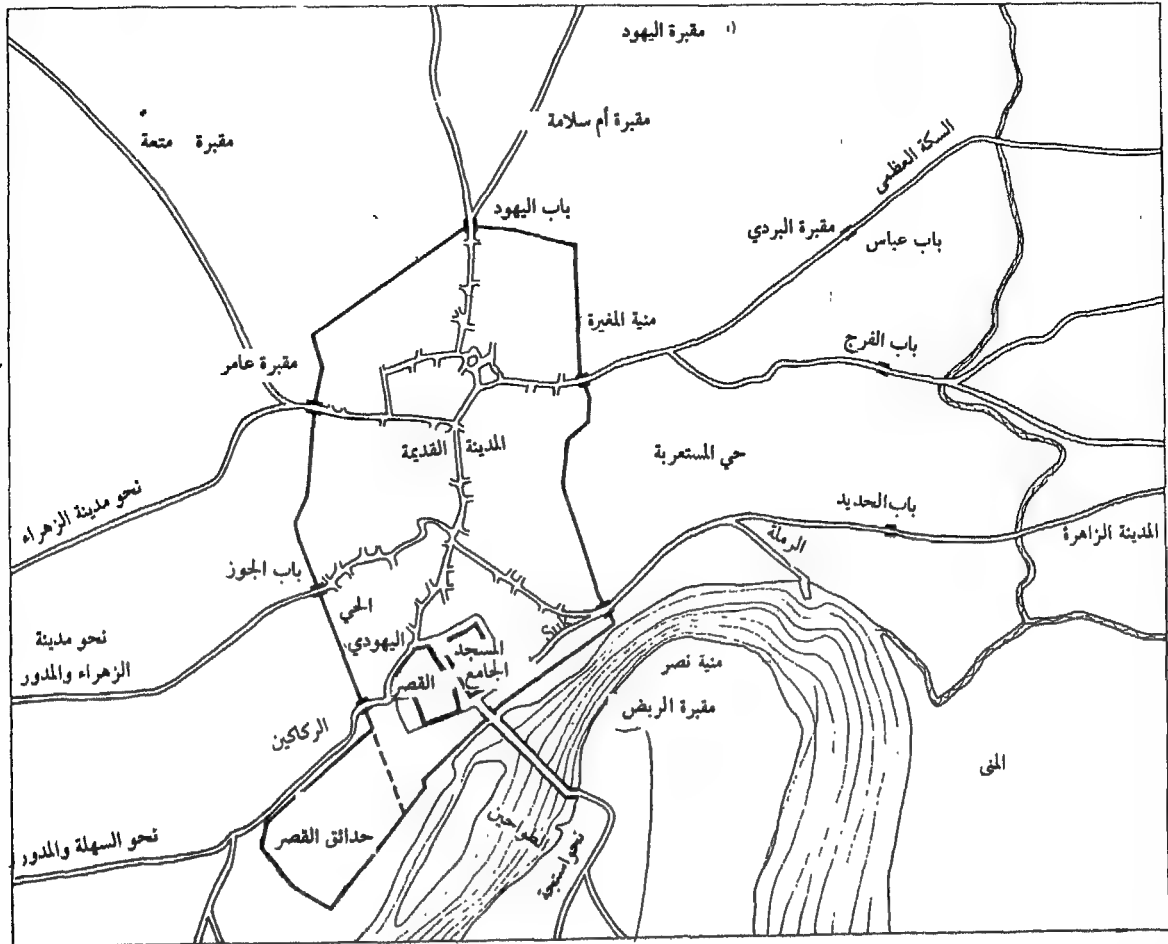 مقبرة اليهود
مقبرة أم سلامة
مقبرة متعة
السكة العظمى
باب اليهود
مقبرة البردي
باب عباس
منية المغيرة
باب الفرج
مقبرة عامر
المدينة القديمة
حي المستعربة
نحو مدينة الزهراء
باب الحديد
المدينة الزاهرة
الرملة
باب الجوز
الحي
اليهودي
نحو مدينة
الزهراء والمدور
المسجد
الجامع
القصر
منية نصر
مقبرة الربض
الركاكين
المنى
نحو السهلة والمدور
حدائق القصر
الطواحين
نحو استجة